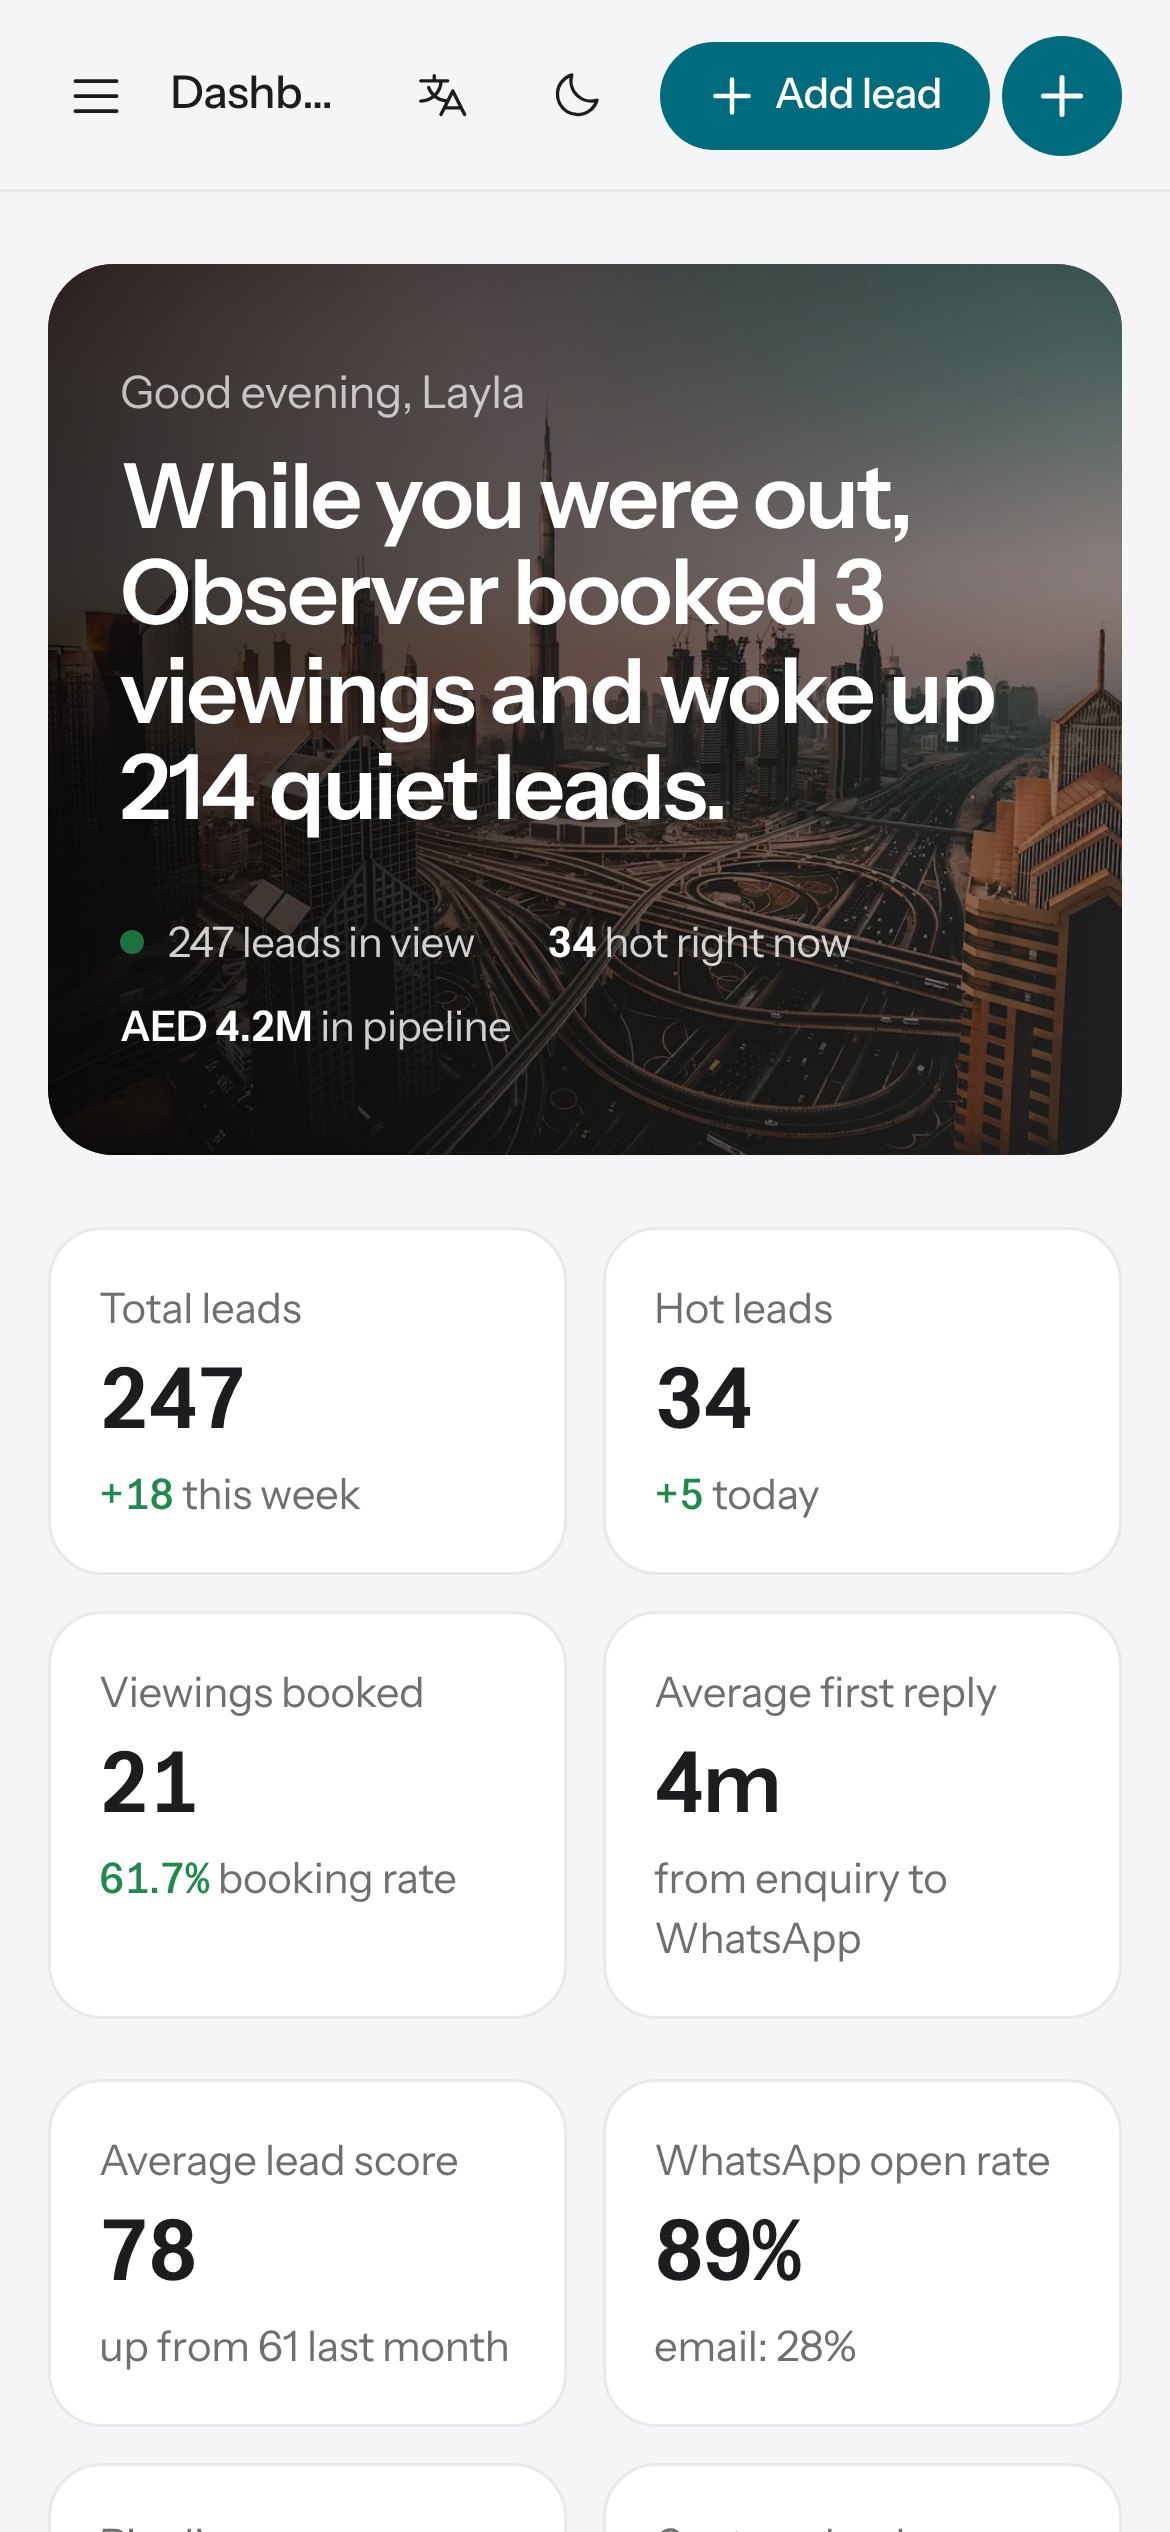 Dashb...
Add lead
Good evening, Layla
While you were out,
Observer booked 3
viewings and woke up
214 quiet leads.
247 leads in view
34 hot right now
AED 4.2M in pipeline
Total leads
247
+18 this week
Hot leads
34
+5 today
Viewings booked
21
61.7% booking rate
Average first reply
4m
from enquiry to
WhatsApp
Average lead score
78
up from 61 last month
WhatsApp open rate
89%
email: 28%